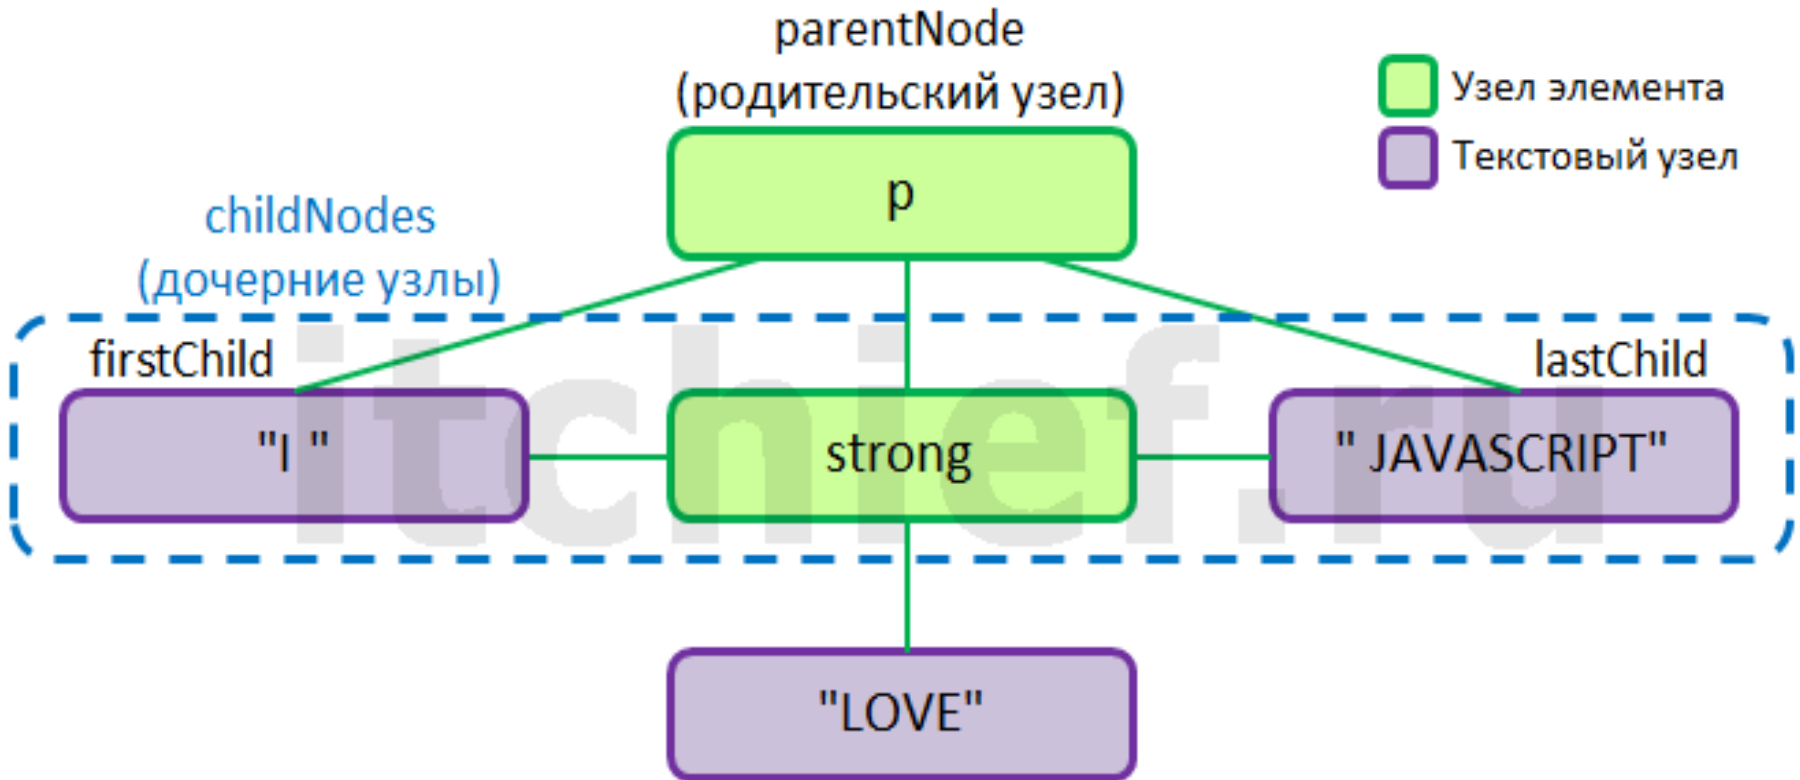 parentNode
(родительский узел)
Узел элемента
Текстовый узел
p
childNodes
(дочерние узлы)
firstChild
lastChild
"I "
strong
" JAVASCRIPT"
itchief.ru
"LOVE"